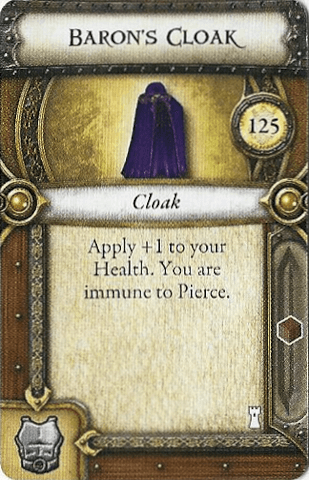 BARON'S CLOAK
125
Cloak
Apply +1 to your
Health. You are
immune to Pierce.